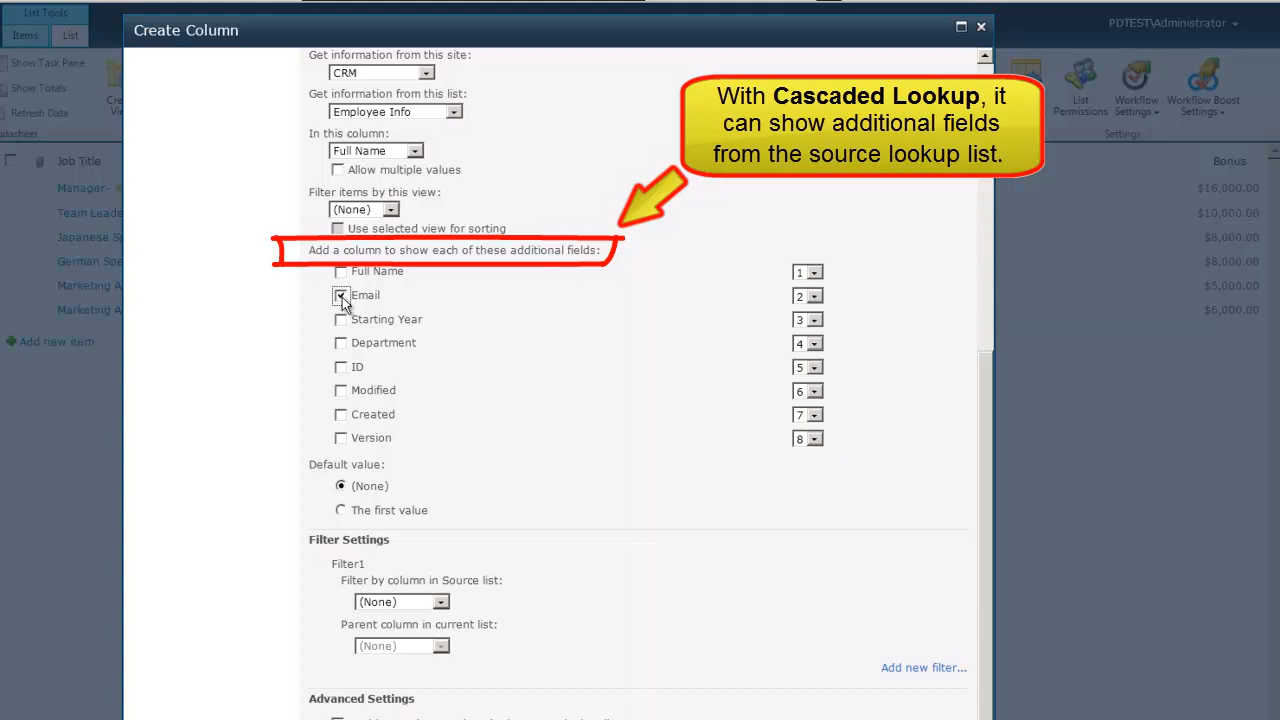 List Tools
Items
List
Create Column
PDTEST\Administrator
Show Task Pane
Show Totals
Refresh Data
List
Permissions
Workflow
Settings
Workflow Boost
Settings
Settings
Job Title
Bonus
Manager-
$16,000.00
Team Leade
$10,000.00
Japanese Sp
$8,000.00
German Spe
$8,000.00
Marketing A
$5,000.00
Marketing A
$6,000.00
Add new item
Get information from this site:
CRM
Get information from this list:
Employee Info
In this column:
Full Name
Allow multiple values
Filter items by this view:
(None)
Use selected view for sorting
With Cascaded Lookup, it
can show additional fields
from the source lookup list.
Add a column to show each of these additional fields:
Full Name 1
Email 2
Starting Year 3
Department 4
ID 5
Modified 6
Created 7
Version 8
Default value:
(None)
The first value
Filter Settings
Filter1
Filter by column in Source list:
(None)
Parent column in current list:
(None)
Add new filter...
Advanced Settings